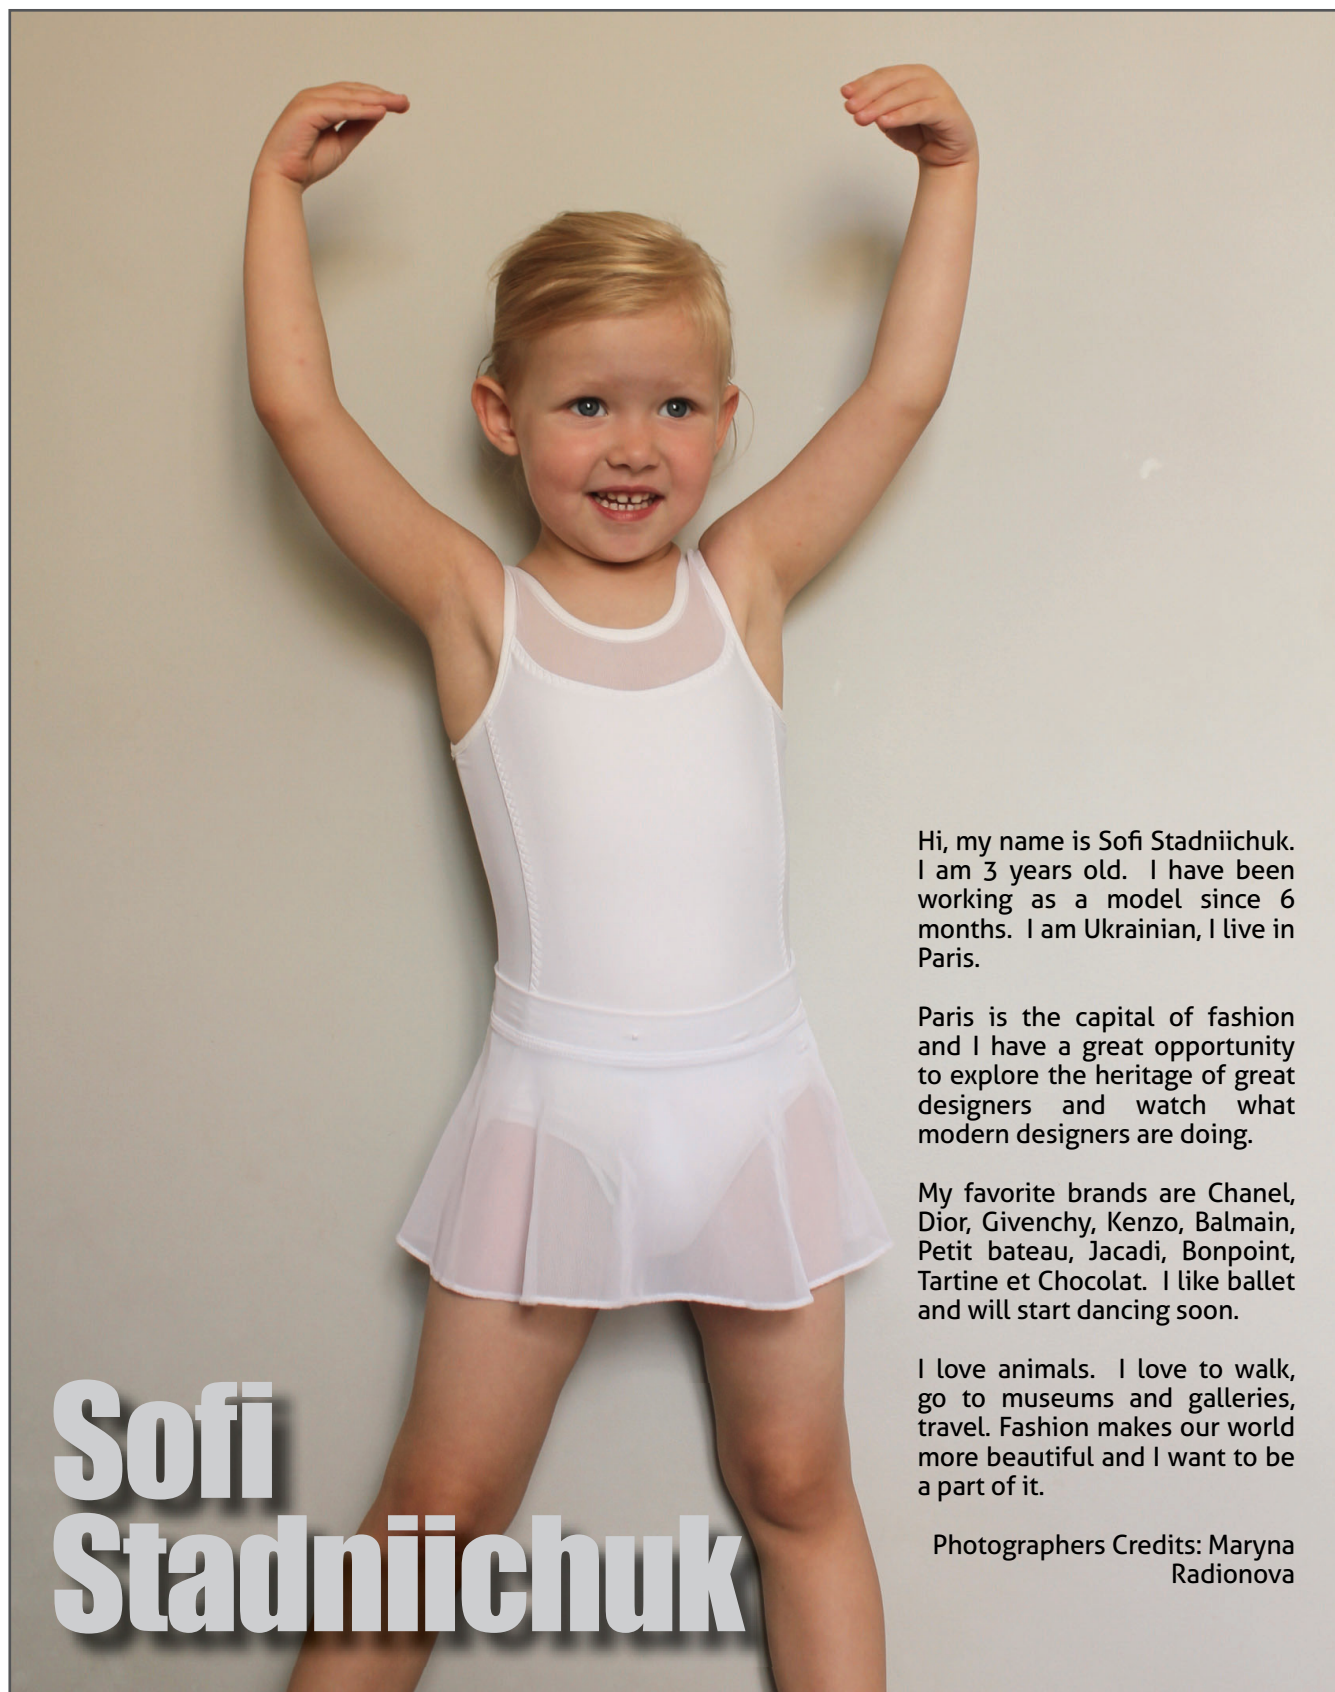 Hi, my name is Sofi Stadniichuk.
I am 3 years old. I have been
working as a model since 6
months. I am Ukrainian, I live in
Paris.
Paris is the capital of fashion
and I have a great opportunity
to explore the heritage of great
designers and watch what
modern designers are doing.
My favorite brands are Chanel,
Dior, Givenchy, Kenzo, Balmain,
Petit bateau, Jacadi, Bonpoint,
Tartine et Chocolat. I like ballet
and will start dancing soon.
I love animals. I love to walk,
go to museums and galleries,
travel. Fashion makes our world
more beautiful and I want to be
a part of it.
Photographers Credits: Maryna
Radionova
Sofi
Stadniichuk